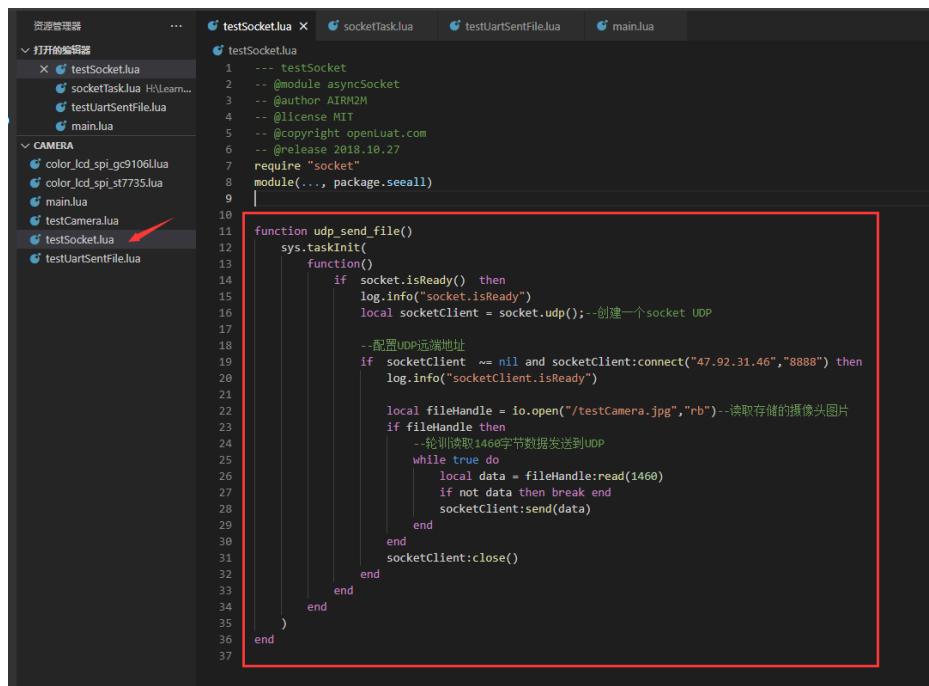 资源管理器 ···
打开的编辑器
testSocket.lua
socketTask.lua H:\Learn...
testUartSentFile.lua
main.lua
CAMERA
color_lcd_spi_gc9106l.lua
color_lcd_spi_st7735.lua
main.lua
testCamera.lua
testSocket.lua
testUartSentFile.lua
testSocket.lua socketTask.lua testUartSentFile.lua main.lua
testSocket.lua
1 --- testSocket
2 -- @module asyncSocket
3 -- @author AIRM2M
4 -- @license MIT
5 -- @copyright openLuat.com
6 -- @release 2018.10.27
7 require "socket"
8 module(..., package.seeall)
9
10
11 function udp_send_file()
12 sys.taskInit(
13 function()
14 if socket.isReady() then
15 log.info("socket.isReady")
16 local socketClient = socket.udp();--创建一个socket UDP
17
18 --配置UDP远端地址
19 if socketClient ~= nil and socketClient:connect("47.92.31.46","8888") then
20 log.info("socketClient.isReady")
21
22 local fileHandle = io.open("/testCamera.jpg","rb")--读取存储的摄像头图片
23 if fileHandle then
24 --轮训读取1460字节数据发送到UDP
25 while true do
26 local data = fileHandle:read(1460)
27 if not data then break end
28 socketClient:send(data)
29 end
30 end
31 socketClient:close()
32 end
33 end
34 end
35 )
36 end
37